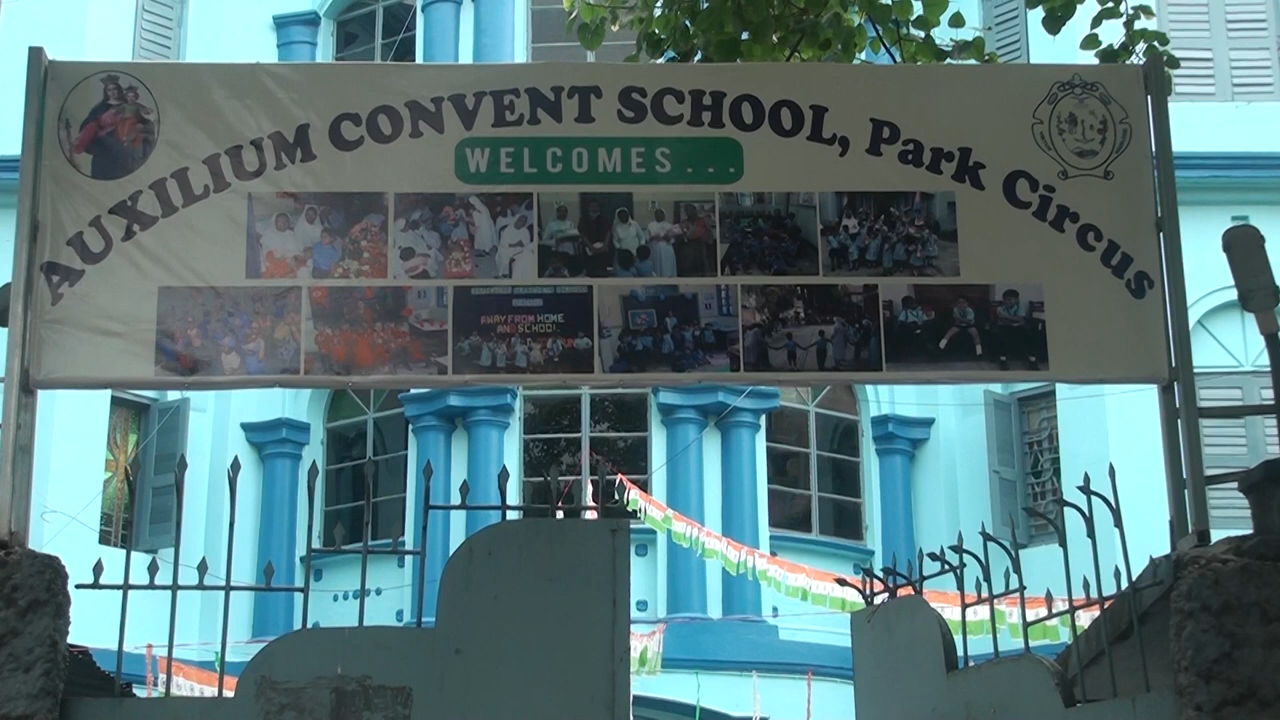 AUXILIUM CONVENT SCHOOL, Park Circus
WELCOMES...
AWAY FROM HOME
AND SCHOOL